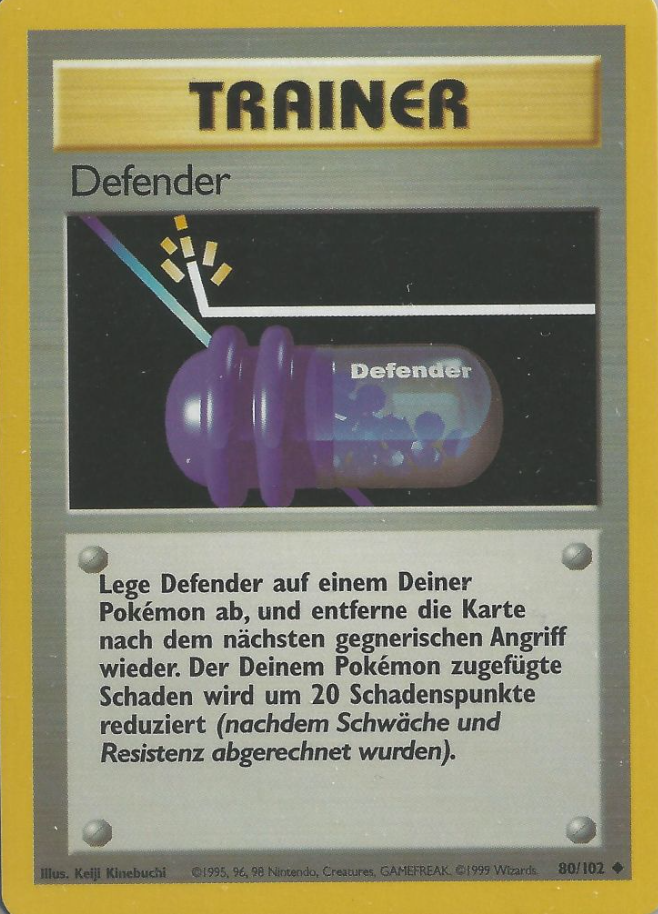 TRAINER
Defender
Defender
Lege Defender auf einem Deiner
Pokémon ab, und entferne die Karte
nach dem nächsten gegnerischen Angriff
wieder. Der Deinem Pokémon zugefügte
Schaden wird um 20 Schadenspunkte
reduziert (nachdem Schwäche und
Resistenz abgerechnet wurden).
Illus. Keiji Kinebuchi ©1995, 96, 98 Nintendo, Creatures, GAMEFREAK. ©1999 Wizards. 80/102 ◆